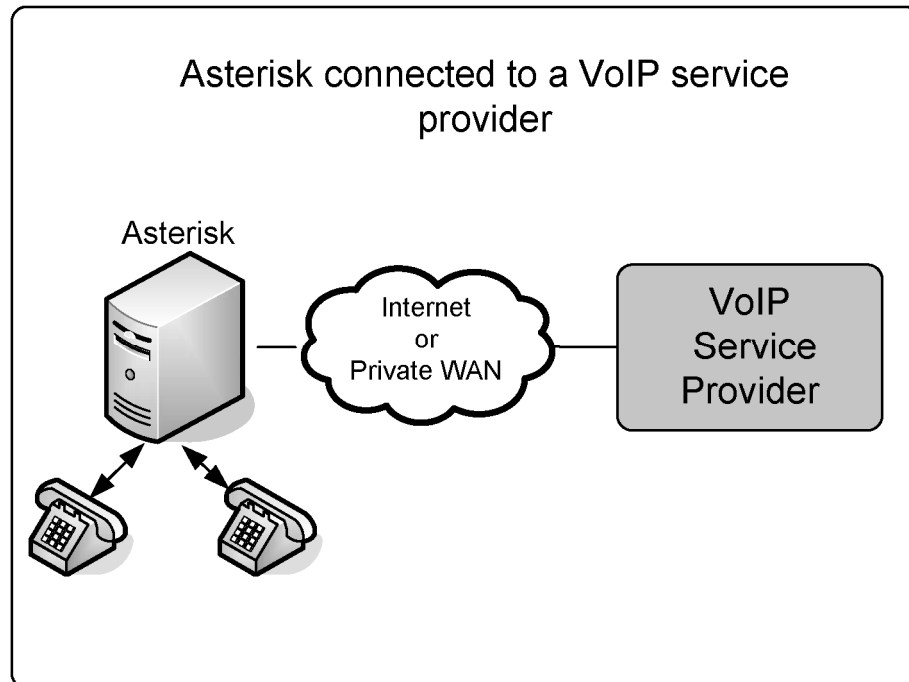 Asterisk connected to a VoIP service
provider
Asterisk
Internet
or
Private WAN
VoIP
Service
Provider